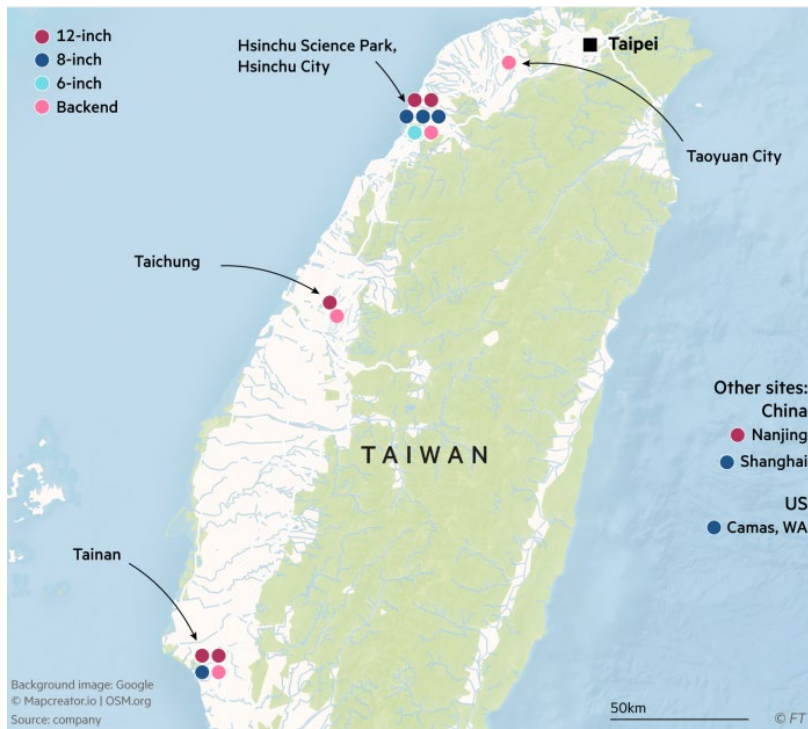 12-inch
8-inch
6-inch
Backend
Hsinchu Science Park,
Hsinchu City
Taipei
Taoyuan City
Taichung
Other sites:
China
Nanjing
Shanghai
US
Camas, WA
TAIWAN
Tainan
Background image: Google
© Mapcreator.io | OSM.org
Source: company
50km
© FT